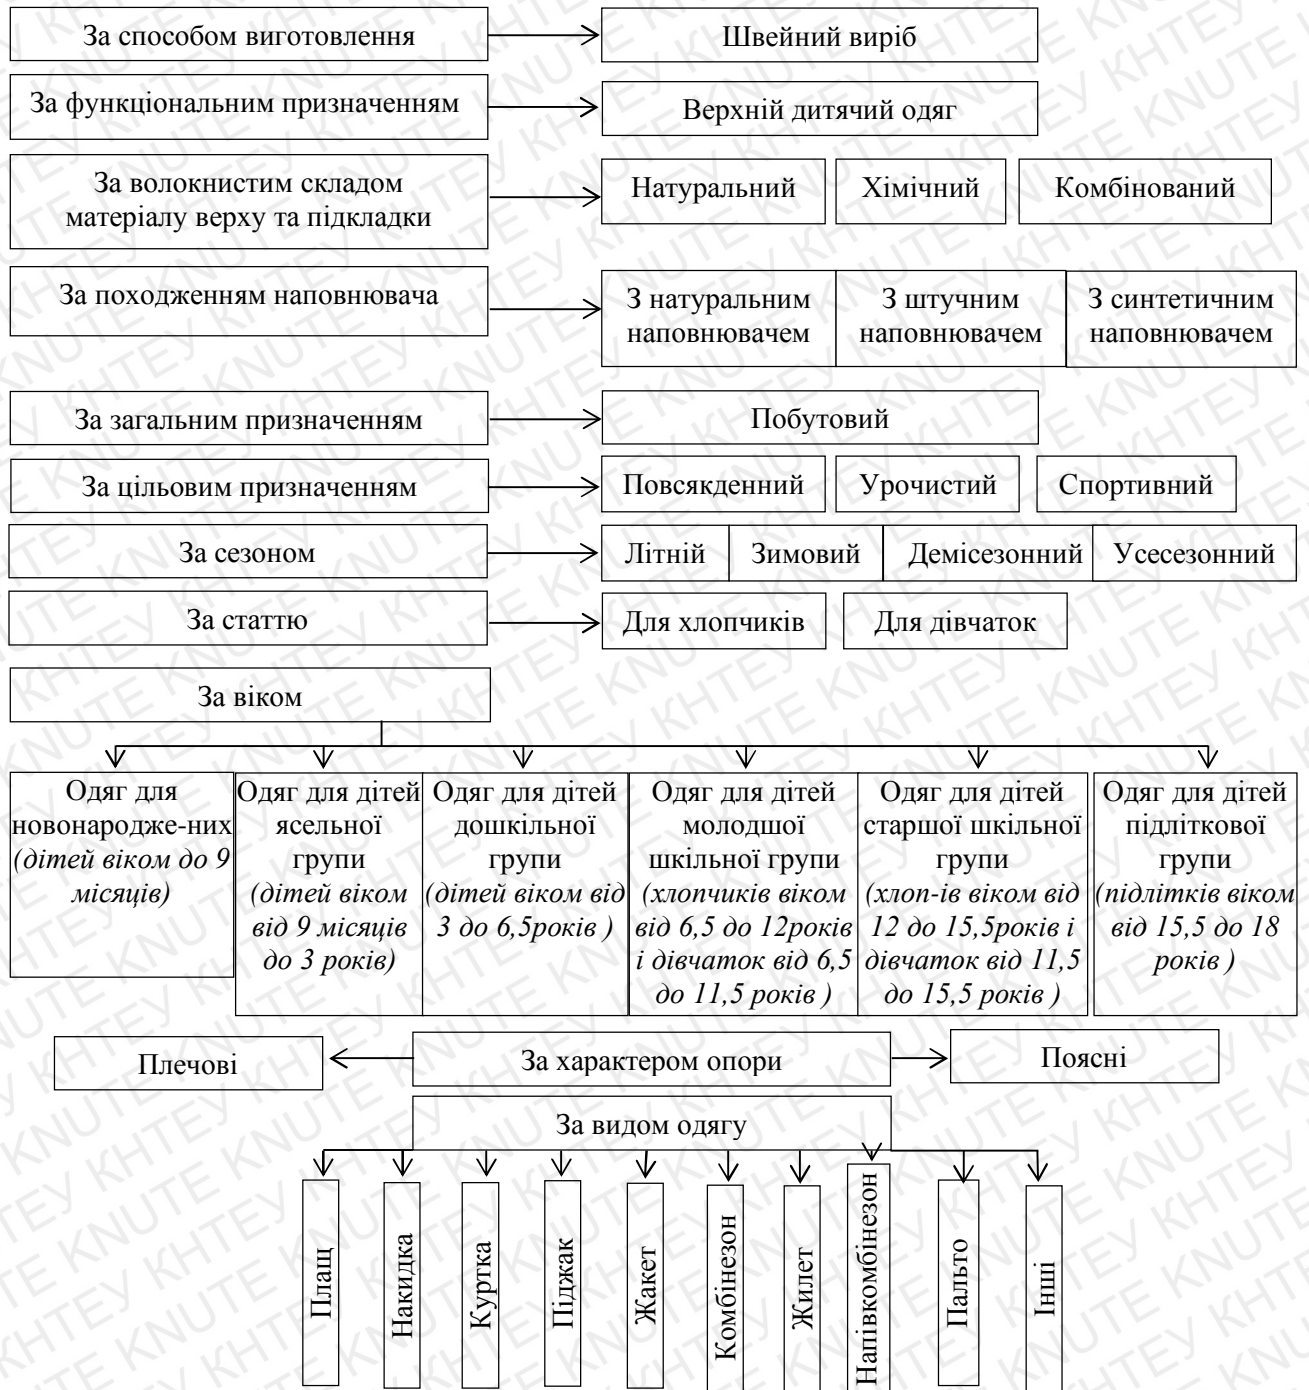 За способом виготовлення
Швейний виріб
За функціональним призначенням
Верхній дитячий одяг
За волокнистим складом
матеріалу верху та підкладки
Натуральний
Хімічний
Комбінований
За походженням наповнювача
З натуральним
наповнювачем
З штучним
наповнювачем
З синтетичним
наповнювачем
За загальним призначенням
Побутовий
За цільовим призначенням
Повсякденний
Урочистий
Спортивний
За сезоном
Літній
Зимовий
Демісезонний
Усесезонний
За статтю
Для хлопчиків
Для дівчаток
За віком
Одяг для
новонародже-них
(дітей віком до 9
місяців)
Одяг для дітей
ясельної
групи
(дітей віком
від 9 місяців
до 3 років)
Одяг для дітей
дошкільної
групи
(дітей віком від
3 до 6,5років )
Одяг для дітей
молодшої
шкільної групи
(хлопчиків віком
від 6,5 до 12років
і дівчаток від 6,5
до 11,5 років )
Одяг для дітей
старшої шкільної
групи
(хлоп-ів віком від
12 до 15,5років і
дівчаток від 11,5
до 15,5 років )
Одяг для дітей
підліткової
групи
(підлітків віком
від 15,5 до 18
років )
Плечові
За характером опори
Поясні
За видом одягу
Плащ
Накидка
Куртка
Піджак
Жакет
Комбінезон
Жилет
Напівкомбінезон
Пальто
Інші